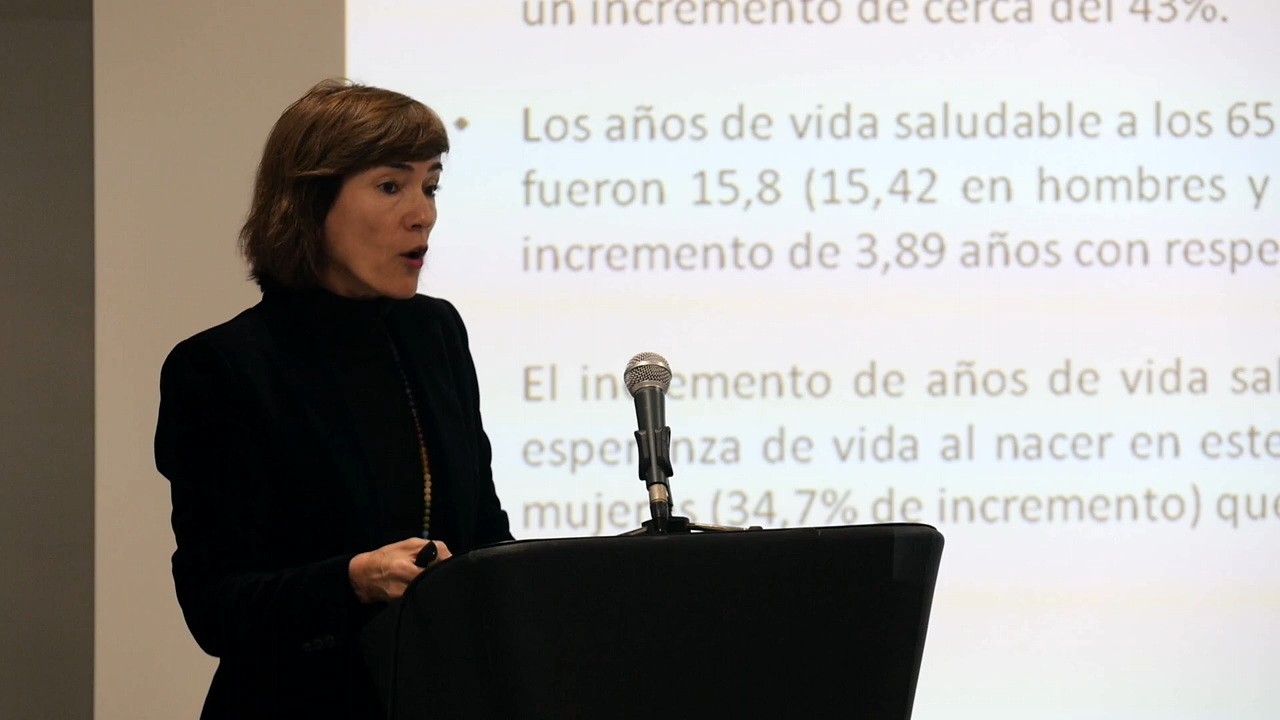 un incremento de cerca del 43%.
• Los años de vida saludable a los 65
fueron 15,8 (15,42 en hombres y
incremento de 3,89 años con respe
El incremento de años de vida sal
esperanza de vida al nacer en este
mujeres (34,7% de incremento) que